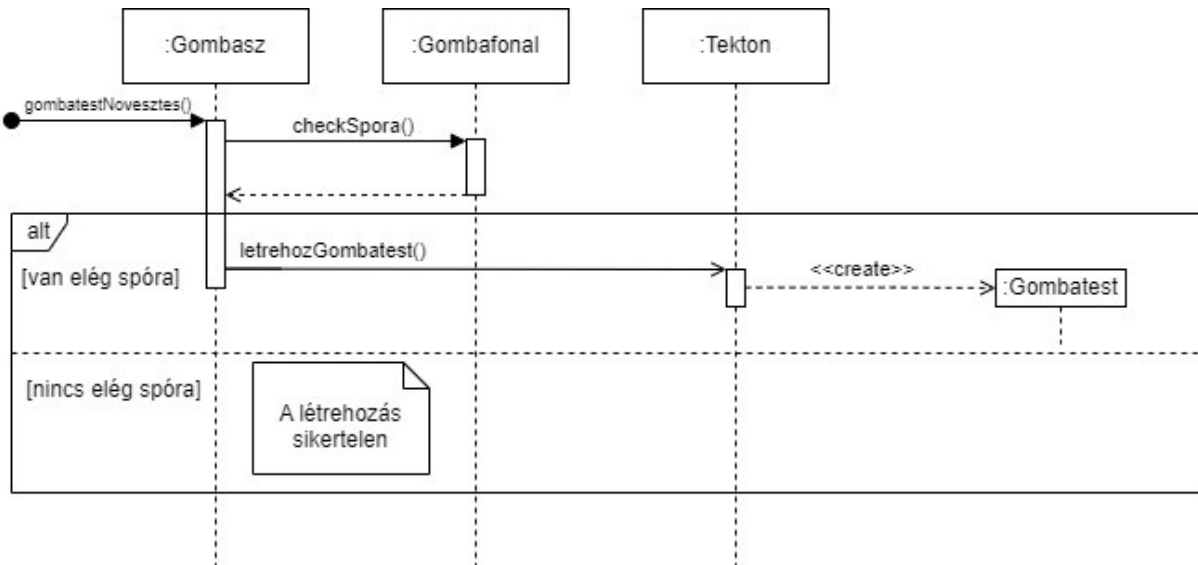 :Gombasz
:Gombafonal
:Tekton
gombatestNovesztes()
checkSpora()
alt
letrehozGombatest()
<<create>>
[van elég spóra]
:Gombatest
[nincs elég spóra]
A létrehozás
sikertelen